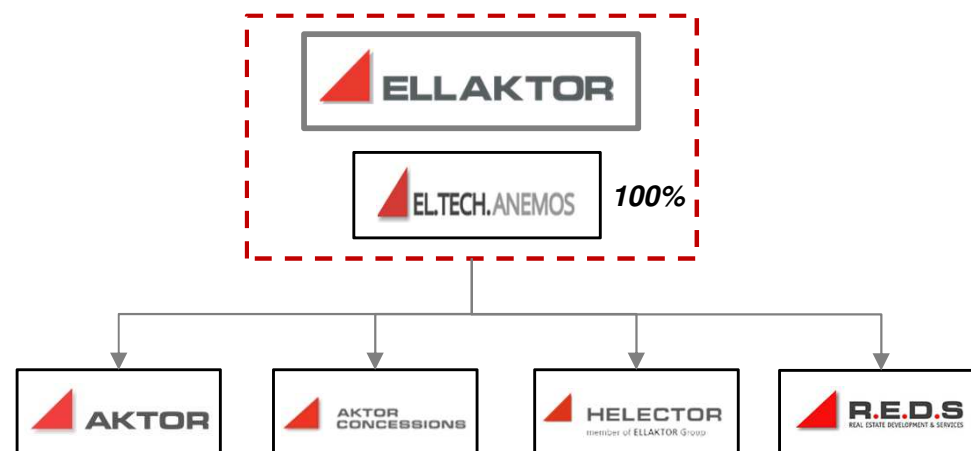 ELLAKTOR
EL.TECH.ANEMOS
100%
AKTOR
AKTOR
CONCESSIONS
HELECTOR
member of ELLAKTOR Group
R.E.D.S
REAL ESTATE DEVELOPMENT & SERVICES